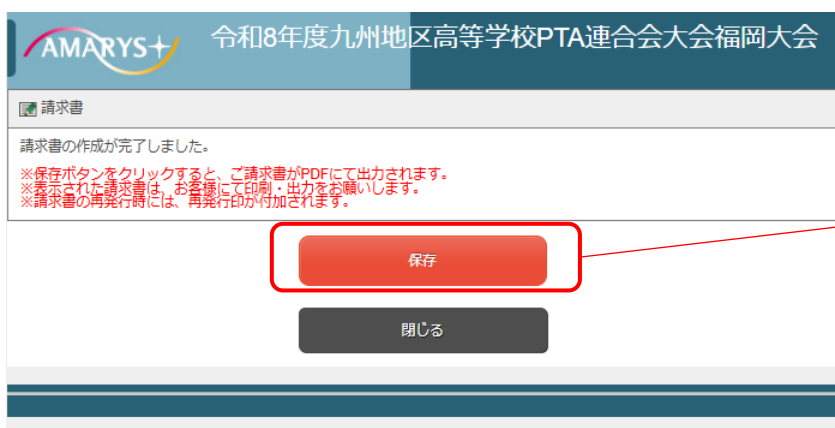 AMARYS+
令和8年度九州地区高等学校PTA連合会大会福岡大会
請求書
請求書の作成が完了しました。
※保存ボタンをクリックすると、ご請求書がPDFにて出力されます。
※表示された請求書は、お客様にて印刷・出力をお願いします。
※請求書の再発行時には、再発行印が付加されます。
保存
閉じる